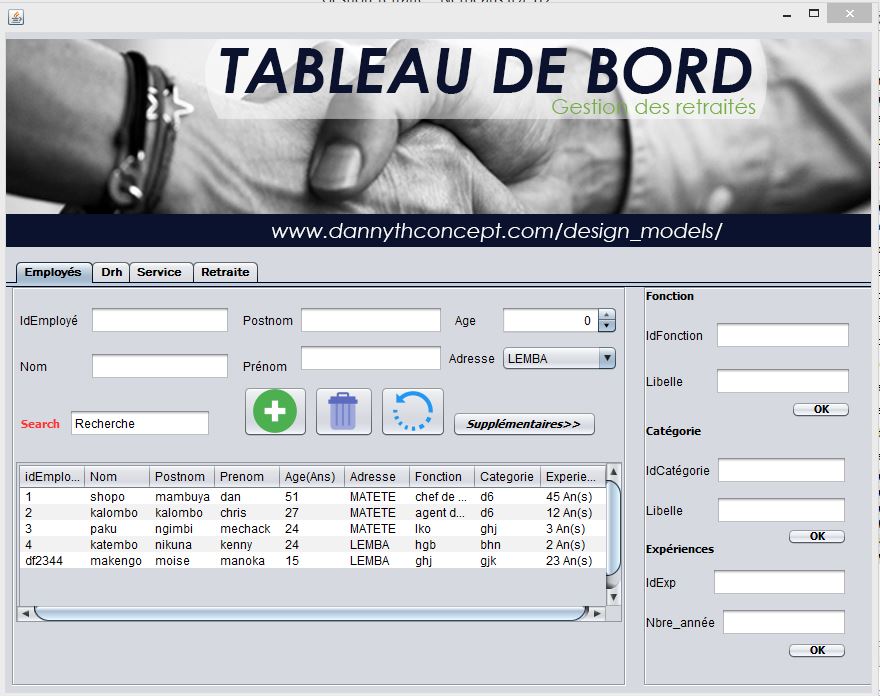 TABLEAU DE BORD
Gestion des retraités
www.dannythconcept.com/design_models/
Employés Drh Service Retraite
IdEmployé Postnom Age 0
Nom Prénom Adresse LEMBA
Search Recherche Supplémentaires>>
idEmplo... Nom Postnom Prenom Age(Ans) Adresse Fonction Categorie Experie...
1 shopo mambuya dan 51 MATETE chef de ... d6 45 An(s)
2 kalombo kalombo chris 27 MATETE agent d... d6 12 An(s)
3 paku ngimbi mechack 24 MATETE lko ghj 3 An(s)
4 katembo nikuna kenny 24 LEMBA hgb bhn 2 An(s)
df2344 makengo moise manoka 15 LEMBA ghj gjk 23 An(s)
Fonction
IdFonction
Libelle
OK
Catégorie
IdCatégorie
Libelle
OK
Expériences
IdExp
Nbre_année
OK